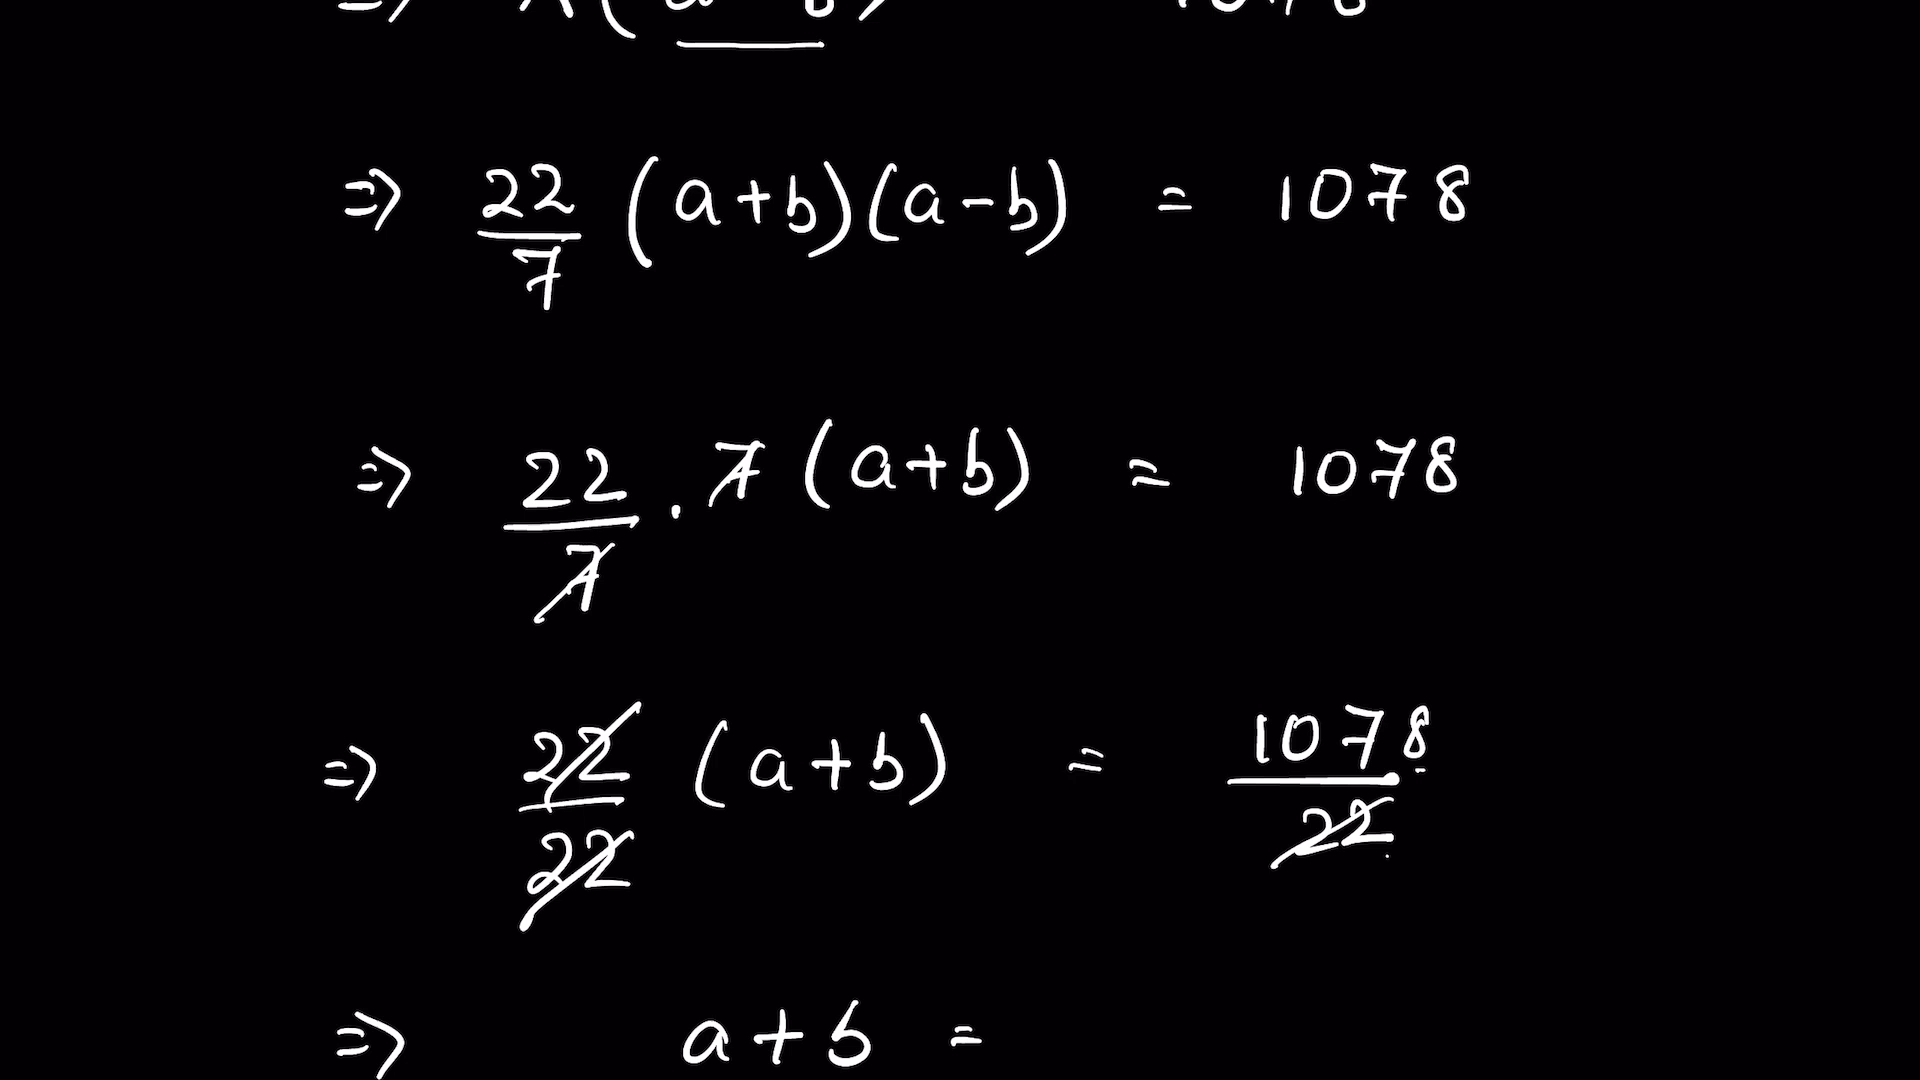 ⇒ 22/7 (a+b)(a-b) = 1078
⇒ 22/7 . 7 (a+b) = 1078
⇒ 22/22 (a+b) = 1078/22
⇒ a+b =